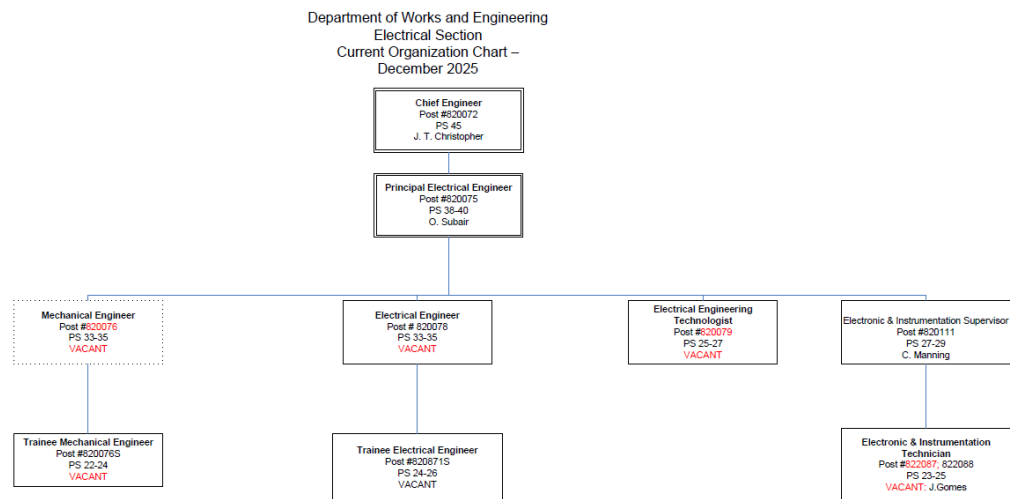 Department of Works and Engineering
Electrical Section
Current Organization Chart –
December 2025
Chief Engineer
Post #820072
PS 45
J. T. Christopher
Principal Electrical Engineer
Post #820075
PS 38-40
O. Subair
Mechanical Engineer
Post #820076
PS 33-35
VACANT
Electrical Engineer
Post # 820078
PS 33-35
VACANT
Electrical Engineering
Technologist
Post #820079
PS 25-27
VACANT
Electronic & Instrumentation Supervisor
Post #820111
PS 27-29
C. Manning
Trainee Mechanical Engineer
Post #820076S
PS 22-24
VACANT
Trainee Electrical Engineer
Post #820871S
PS 24-26
VACANT
Electronic & Instrumentation
Technician
Post #822087; 822088
PS 23-25
VACANT: J.Gomes